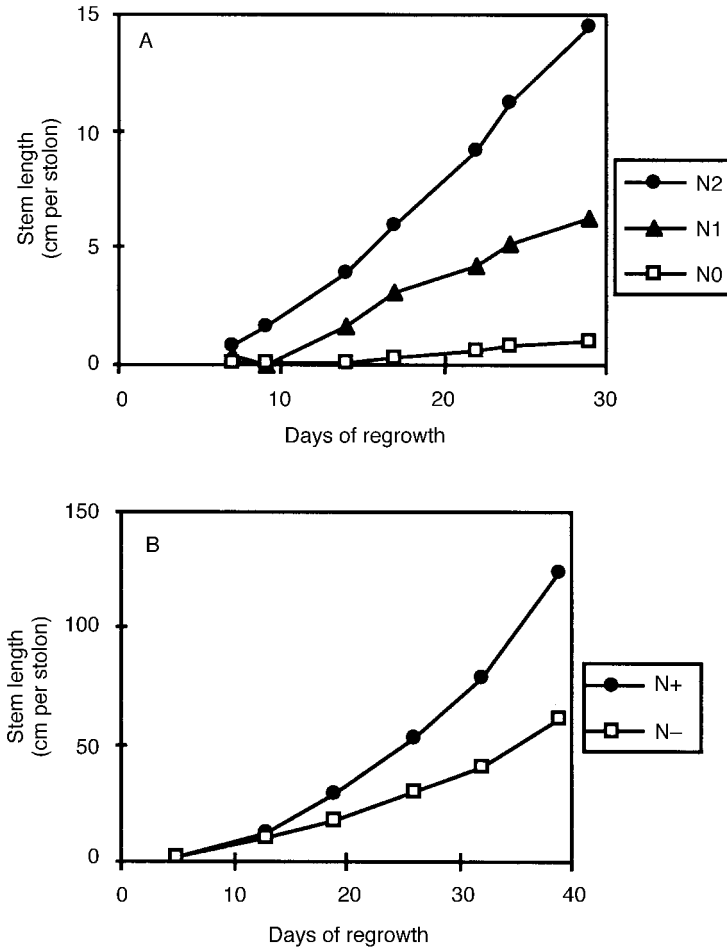 15
A
10
Stem length
(cm per stolon)
5
0
0
10
20
30
Days of regrowth
N2
N1
N0
150
B
100
Stem length
(cm per stolon)
50
0
0
10
20
30
40
Days of regrowth
N+
N–